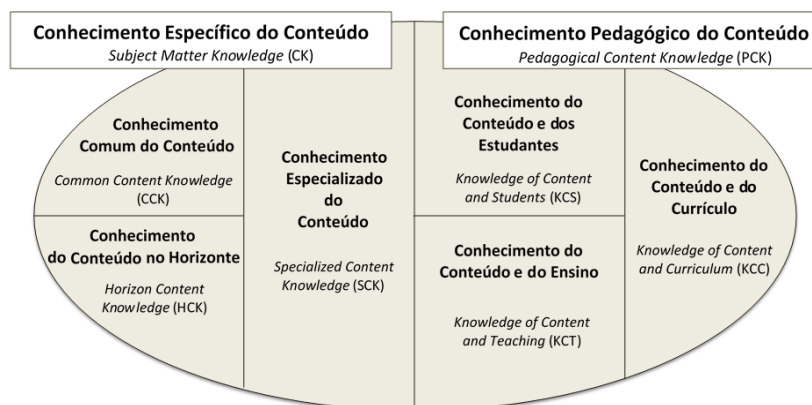 Conhecimento Específico do Conteúdo
Subject Matter Knowledge (CK)
Conhecimento Pedagógico do Conteúdo
Pedagogical Content Knowledge (PCK)
Conhecimento
Comum do Conteúdo
Common Content Knowledge
(CCK)
Conhecimento
do Conteúdo no Horizonte
Horizon Content
Knowledge (HCK)
Conhecimento
Especializado
do
Conteúdo
Specialized Content
Knowledge (SCK)
Conhecimento do
Conteúdo e dos
Estudantes
Knowledge of Content
and Students (KCS)
Conhecimento do
Conteúdo e do Ensino
Knowledge of Content
and Teaching (KCT)
Conhecimento do
Conteúdo e do
Currículo
Knowledge of Content
and Curriculum (KCC)